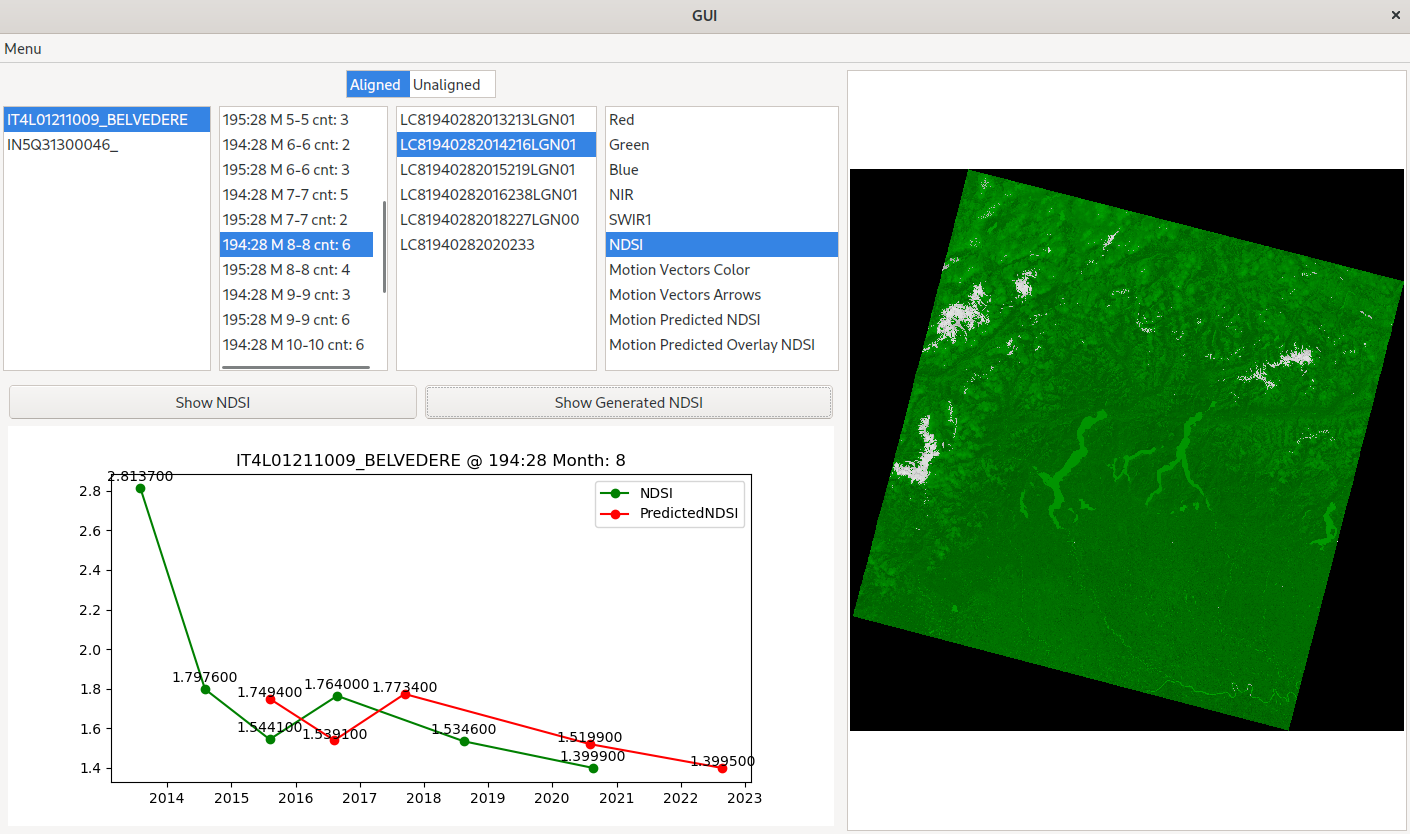 GUI
×
Menu
Aligned Unaligned
IT4L01211009_BELVEDERE
IN5Q31300046_
195:28 M 5-5 cnt: 3
194:28 M 6-6 cnt: 2
195:28 M 6-6 cnt: 3
194:28 M 7-7 cnt: 5
195:28 M 7-7 cnt: 2
194:28 M 8-8 cnt: 6
195:28 M 8-8 cnt: 4
194:28 M 9-9 cnt: 3
195:28 M 9-9 cnt: 6
194:28 M 10-10 cnt: 6
LC81940282013213LGN01
LC81940282014216LGN01
LC81940282015219LGN01
LC81940282016238LGN01
LC81940282018227LGN00
LC81940282020233
Red
Green
Blue
NIR
SWIR1
NDSI
Motion Vectors Color
Motion Vectors Arrows
Motion Predicted NDSI
Motion Predicted Overlay NDSI
Show NDSI
Show Generated NDSI
IT4L01211009_BELVEDERE @ 194:28 Month: 8
NDSI
PredictedNDSI
2.813700
1.797600
1.749400
1.544100
1.764000
1.539100
1.773400
1.534600
1.519900
1.399900
1.399500
2.8
2.6
2.4
2.2
2.0
1.8
1.6
1.4
2014 2015 2016 2017 2018 2019 2020 2021 2022 2023